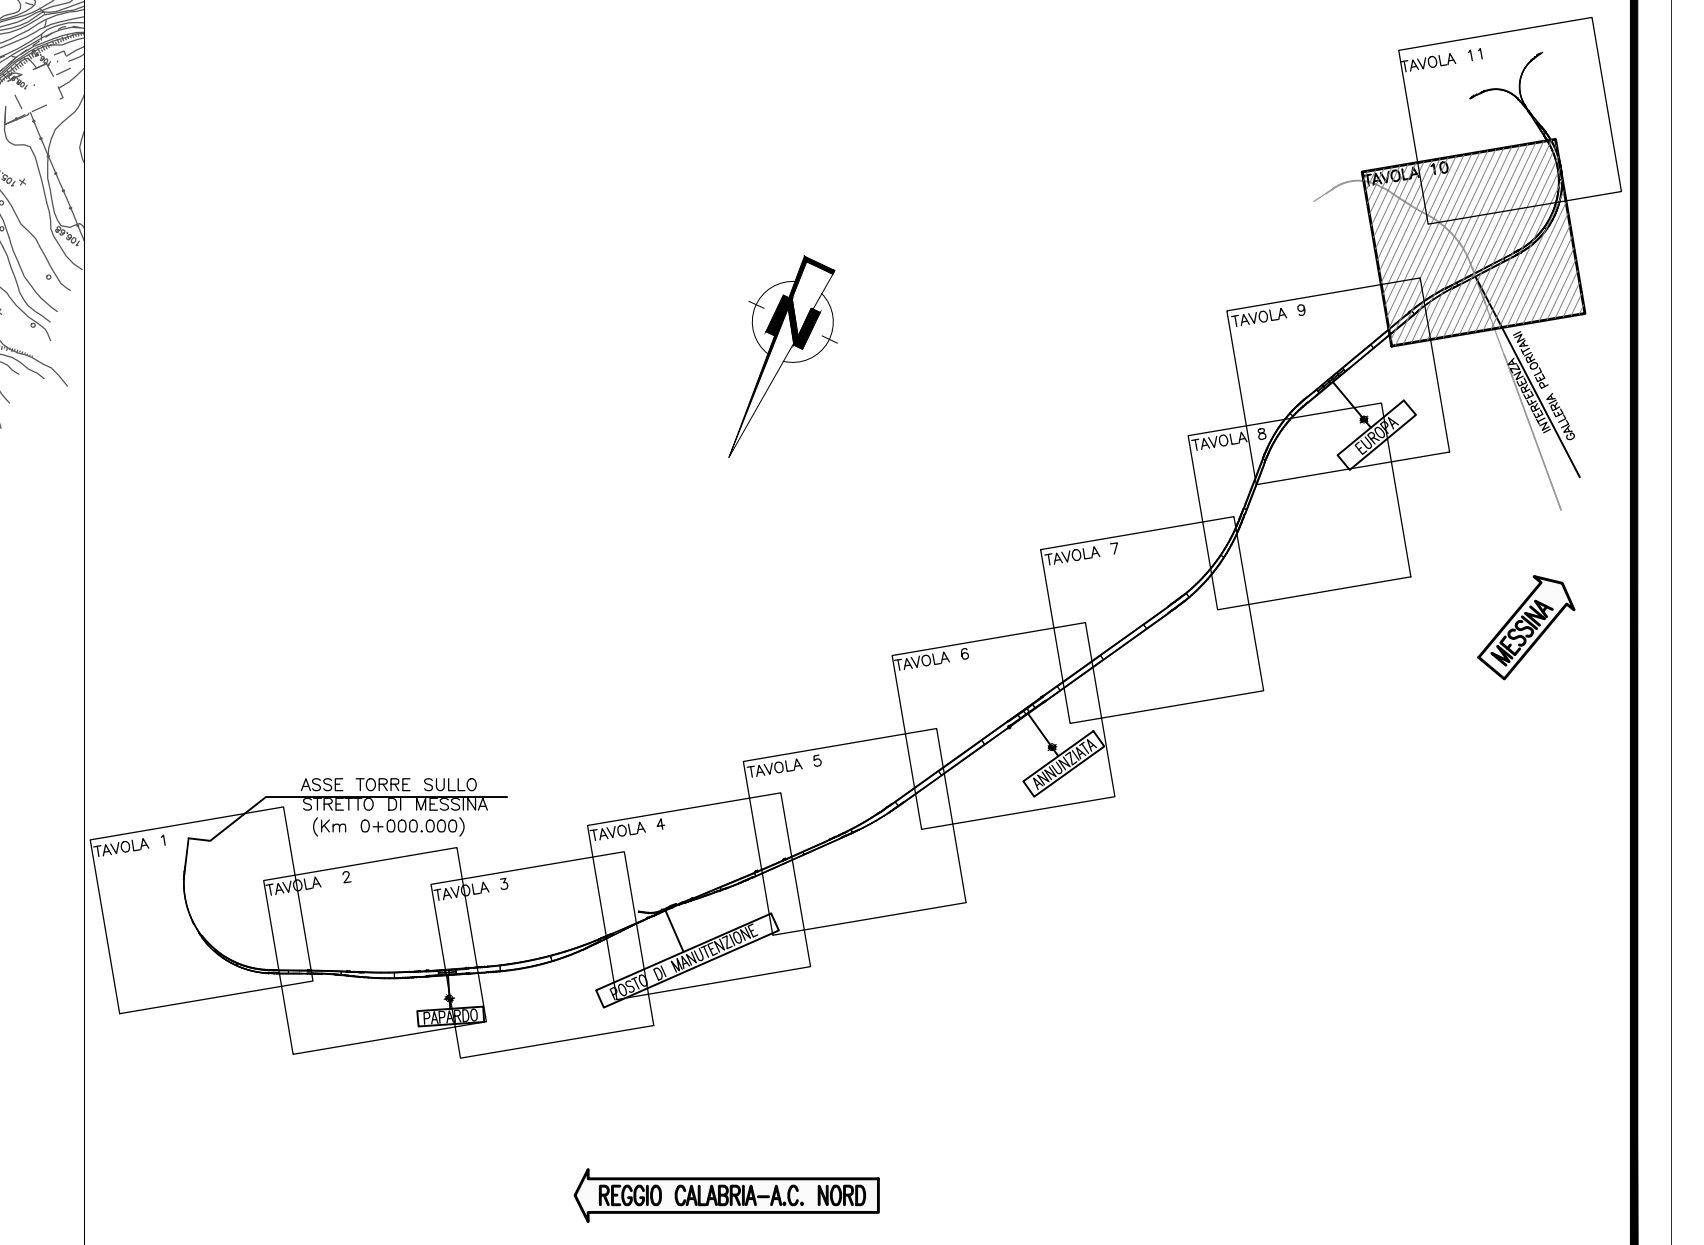 TAVOLA 11
TAVOLA 10
TAVOLA 9
INTERFERENZA
GALLERIA PELORITANI
EUROPA
TAVOLA 8
TAVOLA 7
MESSINA
TAVOLA 6
ANNUNZIATA
TAVOLA 5
TAVOLA 4
POSTO DI MANUTENZIONE
ASSE TORRE SULLO
STRETTO DI MESSINA
(Km 0+000.000)
TAVOLA 1
TAVOLA 2
TAVOLA 3
PAPARDO
N
REGGIO CALABRIA-A.C. NORD
106.68